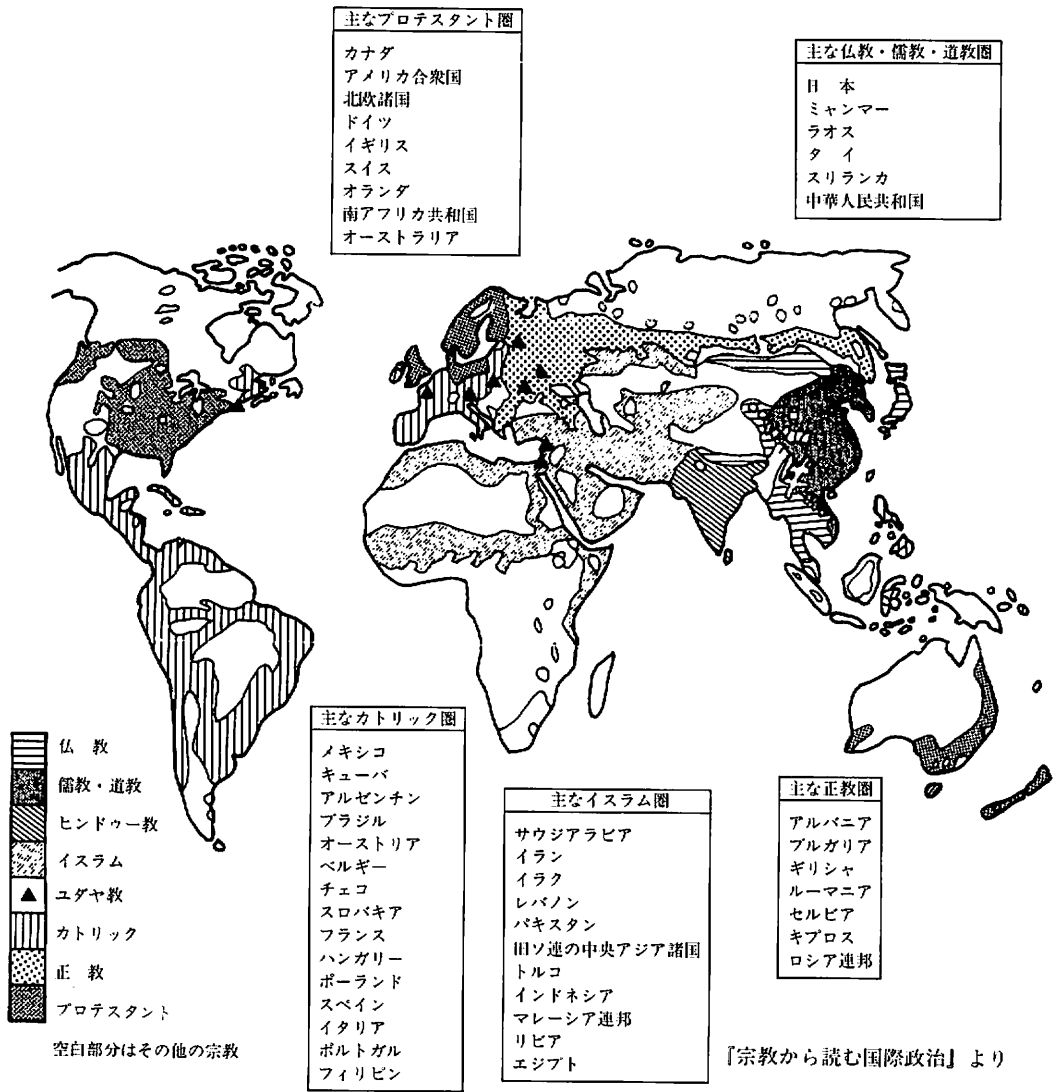 主なプロテスタント圏
カナダ
アメリカ合衆国
北欧諸国
ドイツ
イギリス
スイス
オランダ
南アフリカ共和国
オーストラリア
主な仏教・儒教・道教圏
日 本
ミャンマー
ラオス
タ イ
スリランカ
中華人民共和国
仏 教
儒教・道教
ヒンドゥー教
イスラム
ユダヤ教
カトリック
正 教
プロテスタント
空白部分はその他の宗教
主なカトリック圏
メキシコ
キューバ
アルゼンチン
ブラジル
オーストリア
ベルギー
チェコ
スロバキア
フランス
ハンガリー
ポーランド
スペイン
イタリア
ポルトガル
フィリピン
主なイスラム圏
サウジアラビア
イラン
イラク
レバノン
パキスタン
旧ソ連の中央アジア諸国
トルコ
インドネシア
マレーシア連邦
リビア
エジプト
主な正教圏
アルバニア
ブルガリア
ギリシャ
ルーマニア
セルビア
キプロス
ロシア連邦
『宗教から読む国際政治』より